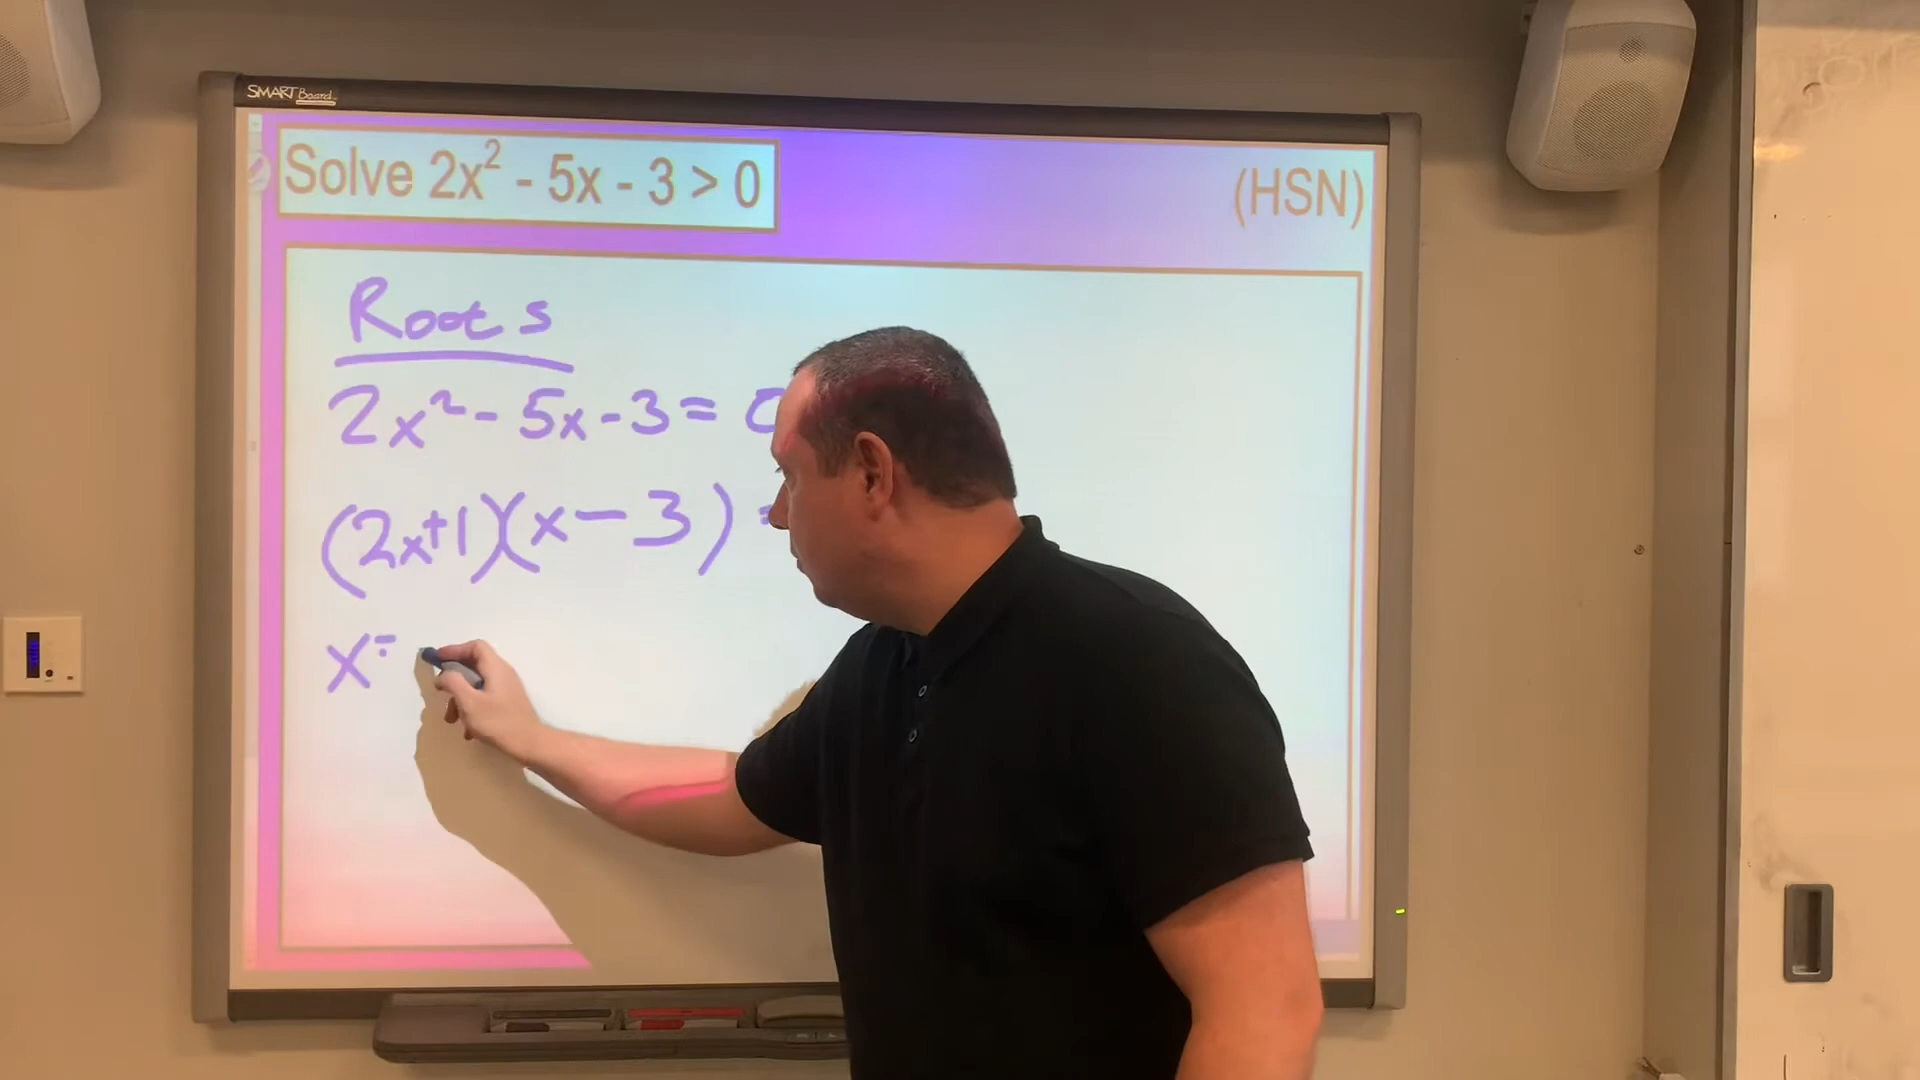 SMART Board
Solve 2x² - 5x - 3 > 0
(HSN)
Roots
2x² - 5x - 3 = 0
(2x+1)(x - 3) =
x =